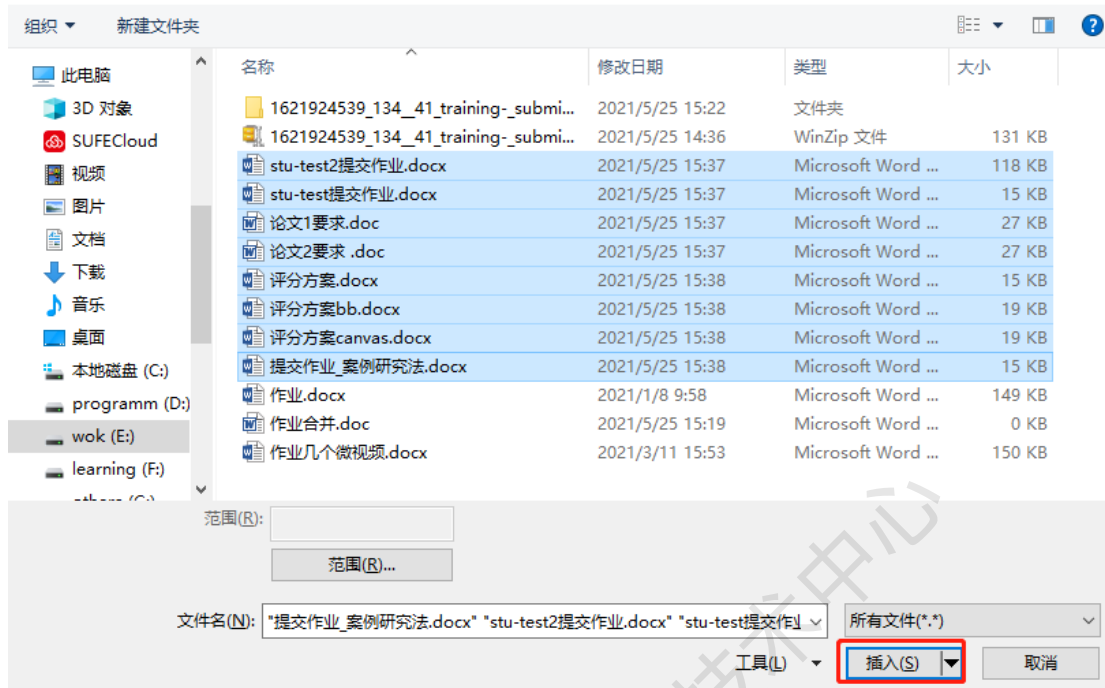 组织 新建文件夹
此电脑
3D 对象
SUFECloud
视频
图片
文档
下载
音乐
桌面
本地磁盘 (C:)
programm (D:)
wok (E:)
learning (F:)
名称 修改日期 类型 大小
1621924539_134__41_training-_submi... 2021/5/25 15:22 文件夹
1621924539_134__41_training-_submi... 2021/5/25 14:36 WinZip 文件 131 KB
stu-test2提交作业.docx 2021/5/25 15:37 Microsoft Word ... 118 KB
stu-test提交作业.docx 2021/5/25 15:37 Microsoft Word ... 15 KB
论文1要求.doc 2021/5/25 15:37 Microsoft Word ... 27 KB
论文2要求 .doc 2021/5/25 15:37 Microsoft Word ... 27 KB
评分方案.docx 2021/5/25 15:38 Microsoft Word ... 15 KB
评分方案bb.docx 2021/5/25 15:38 Microsoft Word ... 19 KB
评分方案canvas.docx 2021/5/25 15:38 Microsoft Word ... 19 KB
提交作业_案例研究法.docx 2021/5/25 15:38 Microsoft Word ... 15 KB
作业.docx 2021/1/8 9:58 Microsoft Word ... 149 KB
作业合并.doc 2021/5/25 15:19 Microsoft Word ... 0 KB
作业几个微视频.docx 2021/3/11 15:53 Microsoft Word ... 150 KB
范围(R):
范围(R)...
文件名(N): "提交作业_案例研究法.docx" "stu-test2提交作业.docx" "stu-test提交作业 所有文件(*.*)
工具(L) 插入(S) 取消
技术中心